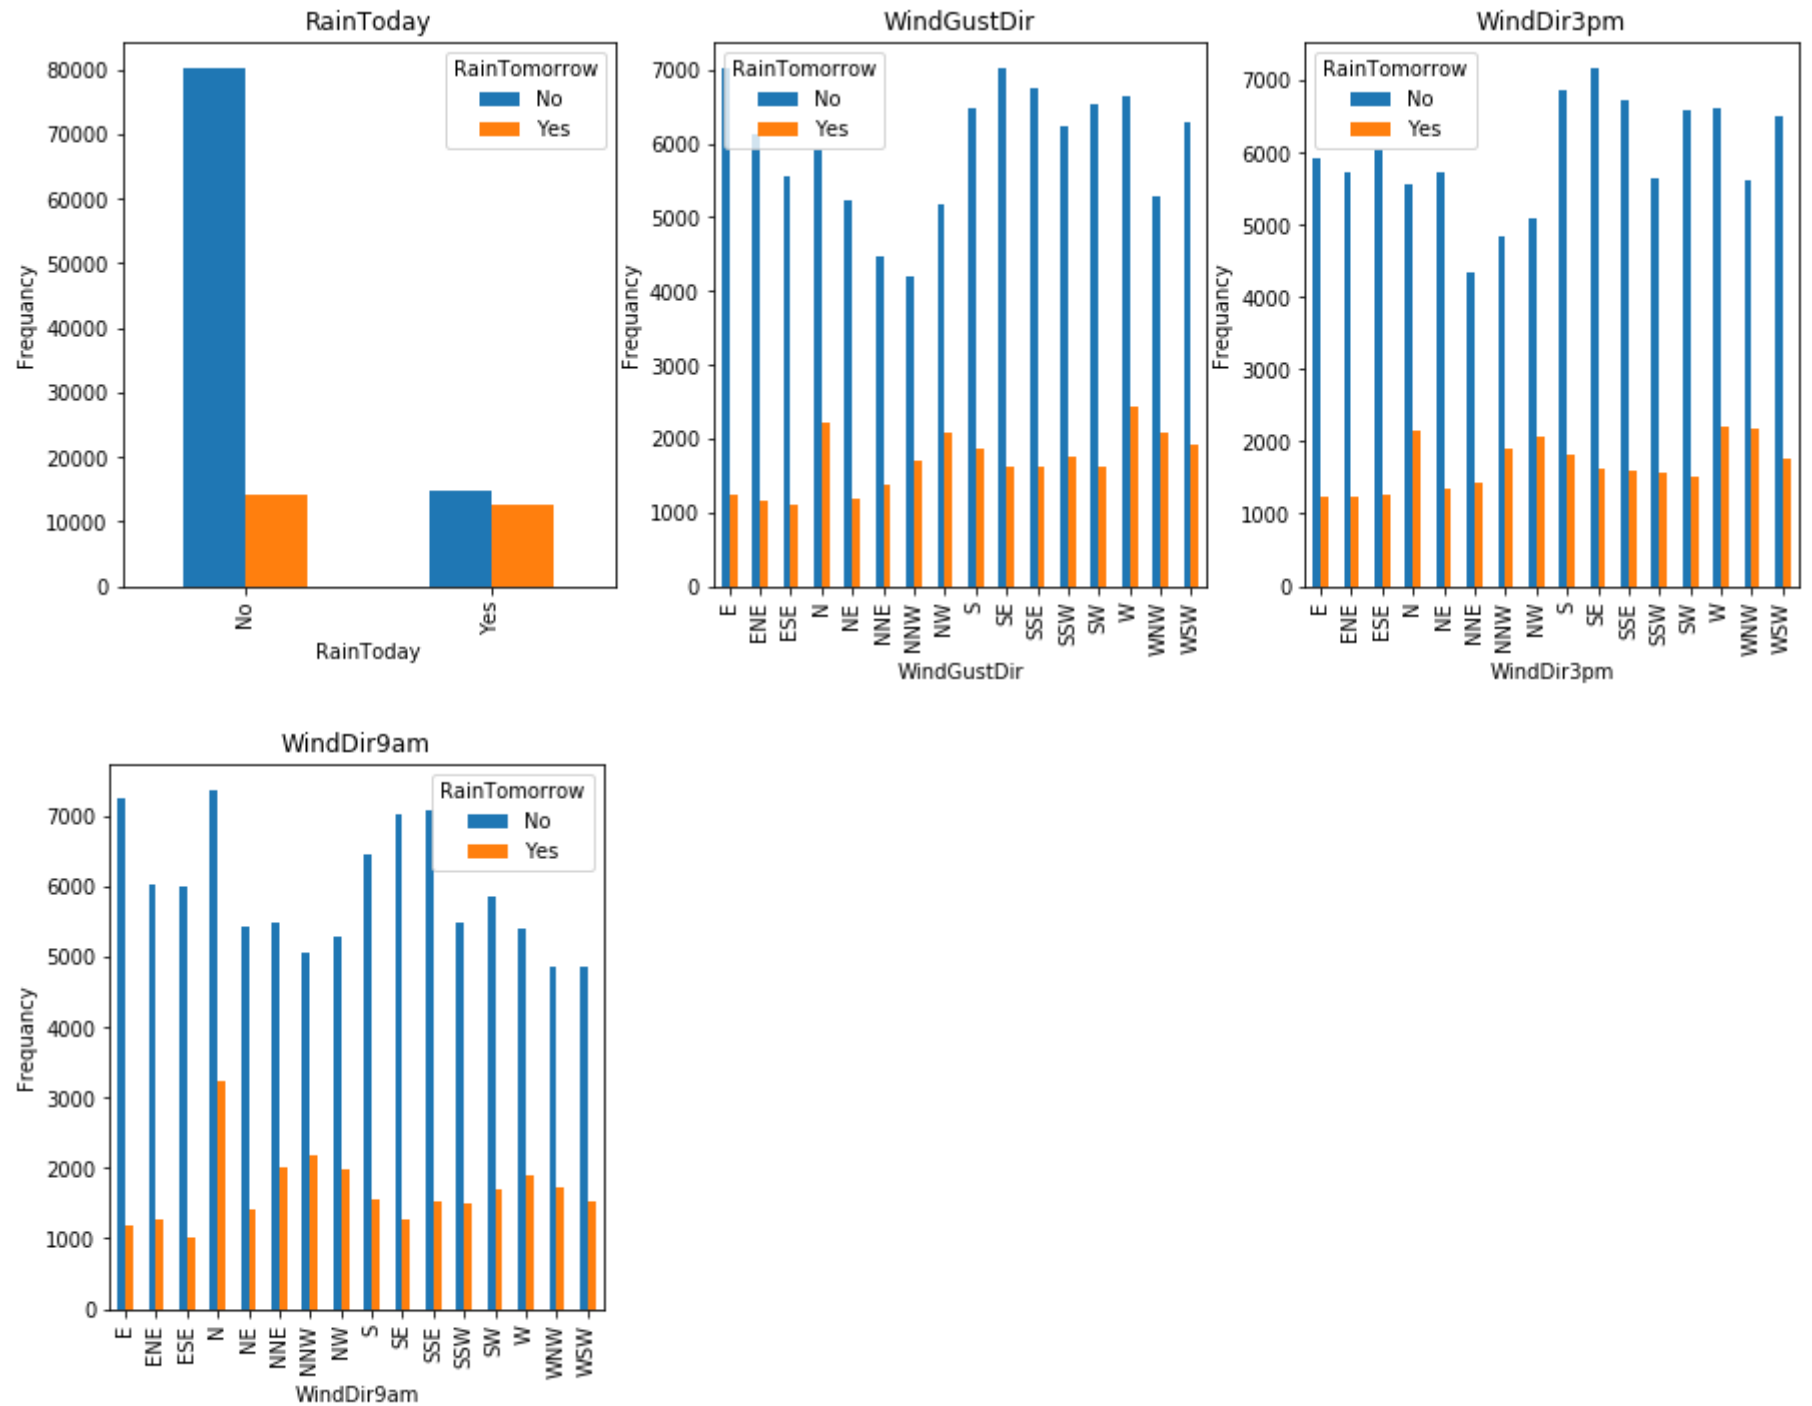 RainToday
Frequancy
80000
70000
60000
50000
40000
30000
20000
10000
0
RainTomorrow
No
Yes
No
Yes
RainToday
WindGustDir
Frequancy
7000
6000
5000
4000
3000
2000
1000
0
RainTomorrow
No
Yes
E
ENE
ESE
N
NE
NNE
NNW
NW
S
SE
SSE
SSW
SW
W
WNW
WSW
WindGustDir
WindDir3pm
Frequancy
7000
6000
5000
4000
3000
2000
1000
0
RainTomorrow
No
Yes
E
ENE
ESE
N
NE
NNE
NNW
NW
S
SE
SSE
SSW
SW
W
WNW
WSW
WindDir3pm
WindDir9am
Frequancy
7000
6000
5000
4000
3000
2000
1000
0
RainTomorrow
No
Yes
E
ENE
ESE
N
NE
NNE
NNW
NW
S
SE
SSE
SSW
SW
W
WNW
WSW
WindDir9am